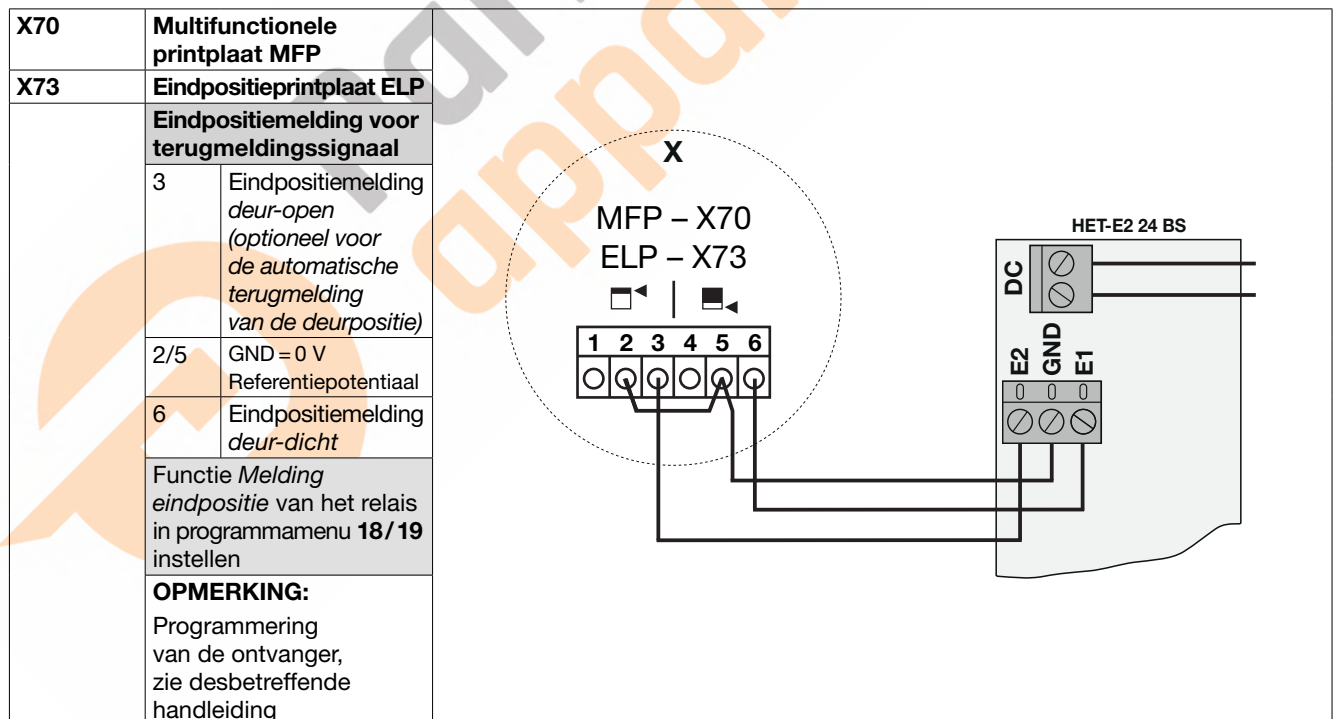 X70
Multifunctionele
printplaat MFP
X73
Eindpositieprintplaat ELP
Eindpositiemelding voor
terugmeldingssignaal
3
Eindpositiemelding
deur-open
(optioneel voor
de automatische
terugmelding
van de deurpositie)
2/5
GND = 0 V
Referentiepotentiaal
6
Eindpositiemelding
deur-dicht
Functie Melding
eindpositie van het relais
in programmamenu 18/19
instellen
OPMERKING:
Programmering
van de ontvanger,
zie desbetreffende
handleiding
X
MFP – X70
ELP – X73
1 2 3 4 5 6
HET-E2 24 BS
DC
E2
GND
E1